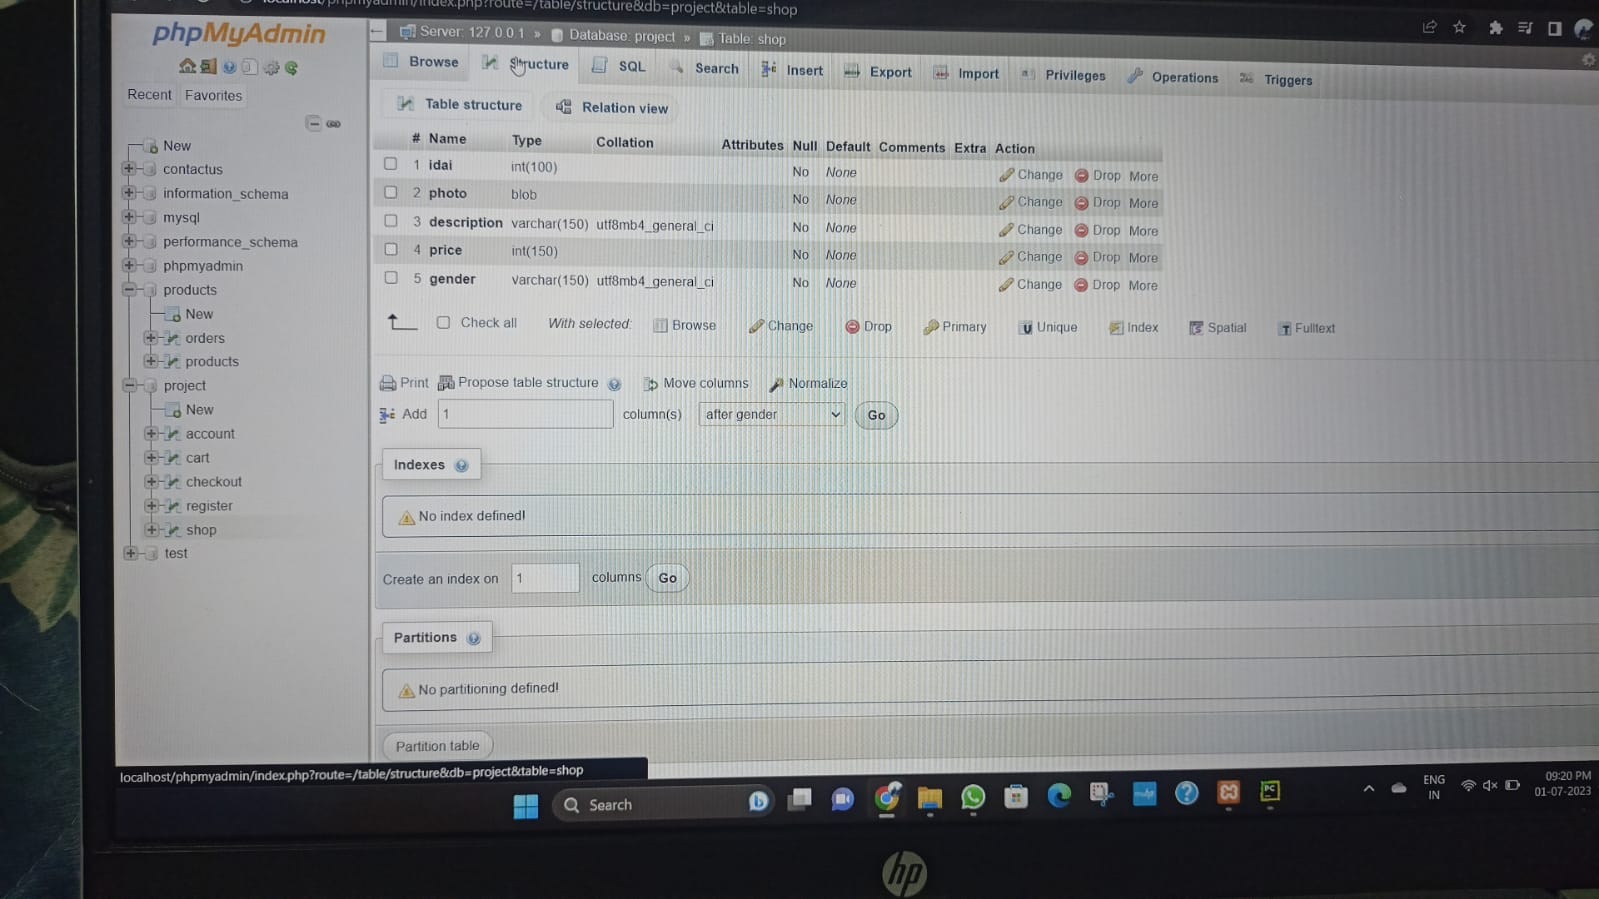 localhost/phpmyadmin/index.php?route=/table/structure&db=project&table=shop
phpMyAdmin
Recent Favorites
New
contactus
information_schema
mysql
performance_schema
phpmyadmin
products
New
orders
products
project
New
account
cart
checkout
register
shop
test
Server: 127.0.0.1 » Database: project » Table: shop
Browse Structure SQL Search Insert Export Import Privileges Operations Triggers
Table structure Relation view
# Name Type Collation Attributes Null Default Comments Extra Action
1 idai int(100) No None Change Drop More
2 photo blob No None Change Drop More
3 description varchar(150) utf8mb4_general_ci No None Change Drop More
4 price int(150) No None Change Drop More
5 gender varchar(150) utf8mb4_general_ci No None Change Drop More
Check all With selected: Browse Change Drop Primary Unique Index Spatial Fulltext
Print Propose table structure Move columns Normalize
Add 1 column(s) after gender Go
Indexes
No index defined!
Create an index on 1 columns Go
Partitions
No partitioning defined!
Partition table
localhost/phpmyadmin/index.php?route=/table/structure&db=project&table=shop
Search
ENG
IN
09:20 PM
01-07-2023
hp